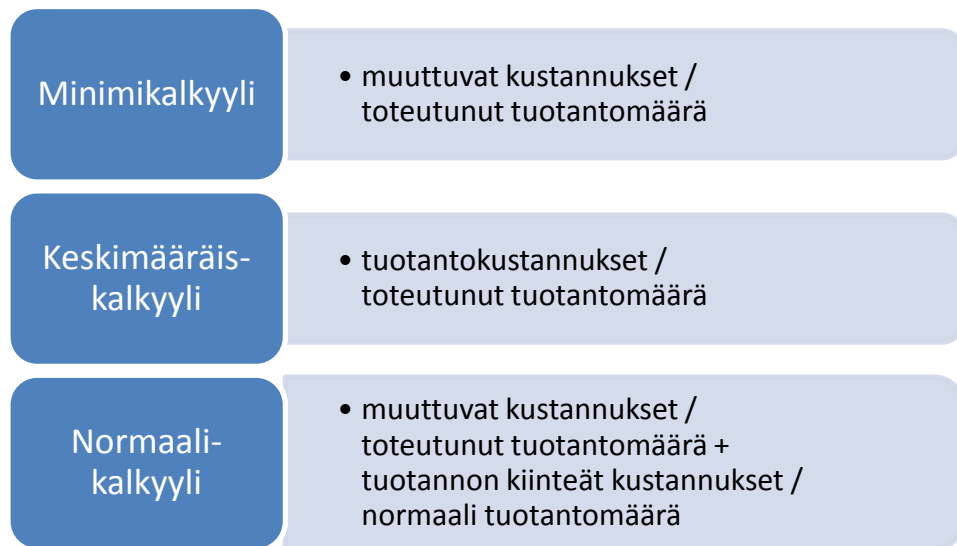 Minimikalkyyli
• muuttuvat kustannukset /
toteutunut tuotantomäärä
Keskimääräis-
kalkyyli
• tuotantokustannukset /
toteutunut tuotantomäärä
Normaali-
kalkyyli
• muuttuvat kustannukset /
toteutunut tuotantomäärä +
tuotannon kiinteät kustannukset /
normaali tuotantomäärä